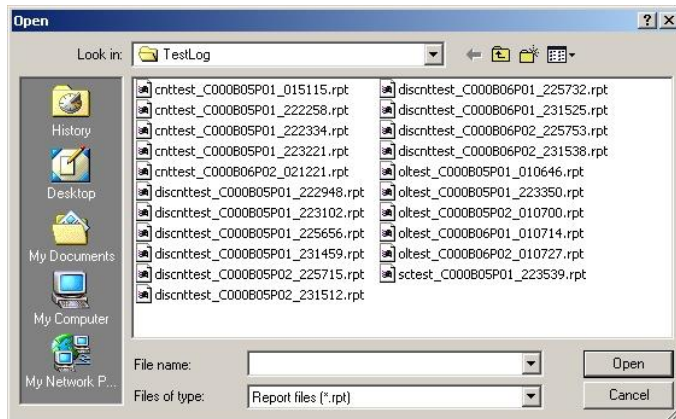 Open
Look in:
TestLog
History
Desktop
My Documents
My Computer
My Network P...
cnttest_C000B05P01_015115.rpt
cnttest_C000B05P01_222258.rpt
cnttest_C000B05P01_222334.rpt
cnttest_C000B05P01_223221.rpt
cnttest_C000B06P02_021221.rpt
discnttest_C000B05P01_222948.rpt
discnttest_C000B05P01_223102.rpt
discnttest_C000B05P01_225656.rpt
discnttest_C000B05P01_231459.rpt
discnttest_C000B05P02_225715.rpt
discnttest_C000B05P02_231512.rpt
discnttest_C000B06P01_225732.rpt
discnttest_C000B06P01_231525.rpt
discnttest_C000B06P02_225753.rpt
discnttest_C000B06P02_231538.rpt
oltest_C000B05P01_010646.rpt
oltest_C000B05P01_223350.rpt
oltest_C000B05P02_010700.rpt
oltest_C000B06P01_010714.rpt
oltest_C000B06P02_010727.rpt
sctest_C000B05P01_223539.rpt
File name:
Open
Files of type:
Report files (*.rpt)
Cancel